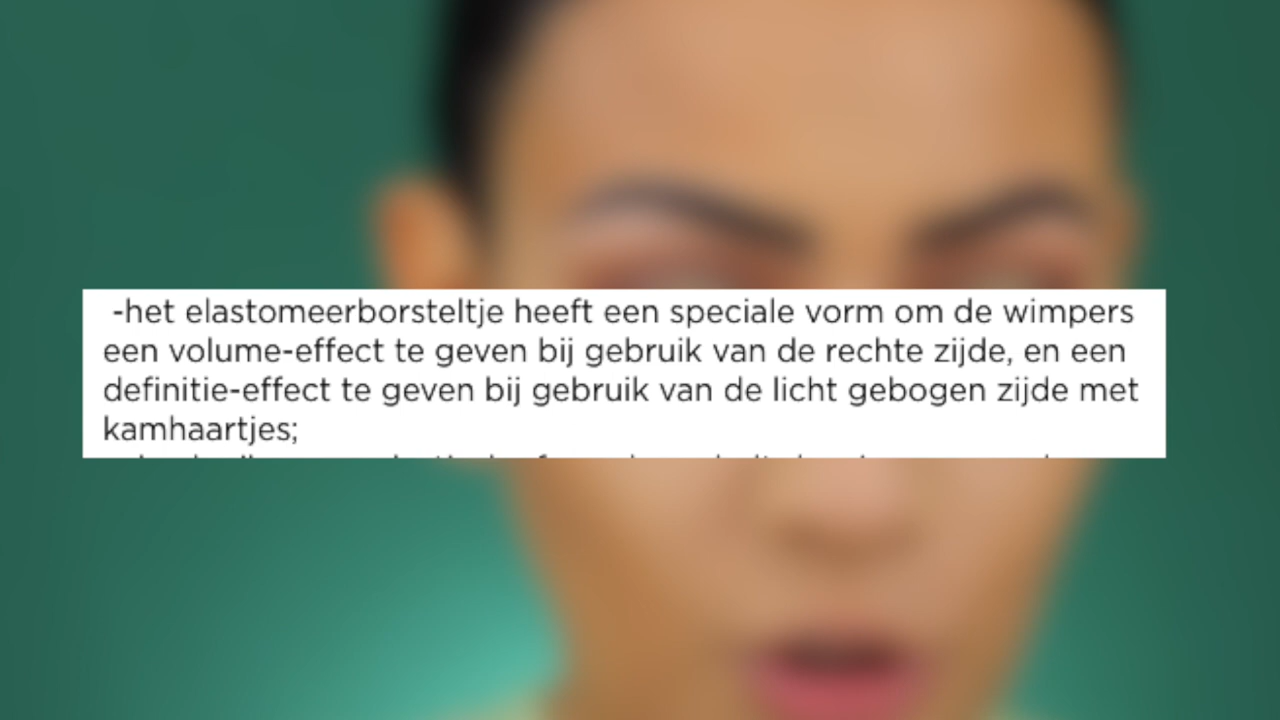 -het elastomeerborsteltje heeft een speciale vorm om de wimpers
een volume-effect te geven bij gebruik van de rechte zijde, en een
definitie-effect te geven bij gebruik van de licht gebogen zijde met
kamhaartjes;